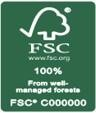 FSC
www.fsc.org
100%
From well-
managed forests
FSC® C000000